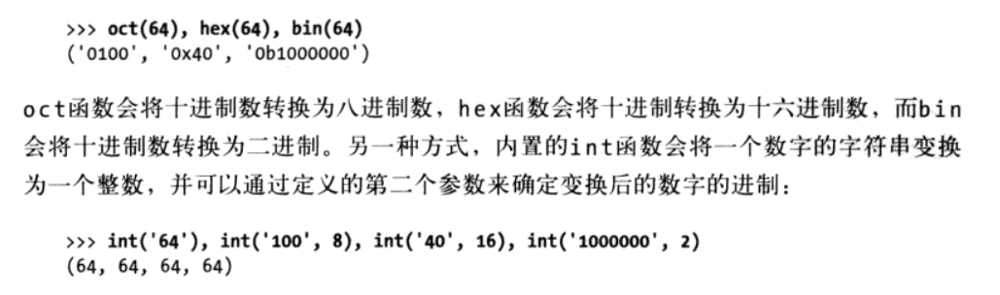 >>> oct(64), hex(64), bin(64)
('0100', '0x40', '0b1000000')
oct函数会将十进制数转换为八进制数，hex函数会将十进制转换为十六进制数，而bin
会将十进制数转换为二进制。另一种方式，内置的int函数会将一个数字的字符串变换
为一个整数，并可以通过定义的第二个参数来确定变换后的数字的进制：
>>> int('64'), int('100', 8), int('40', 16), int('1000000', 2)
(64, 64, 64, 64)